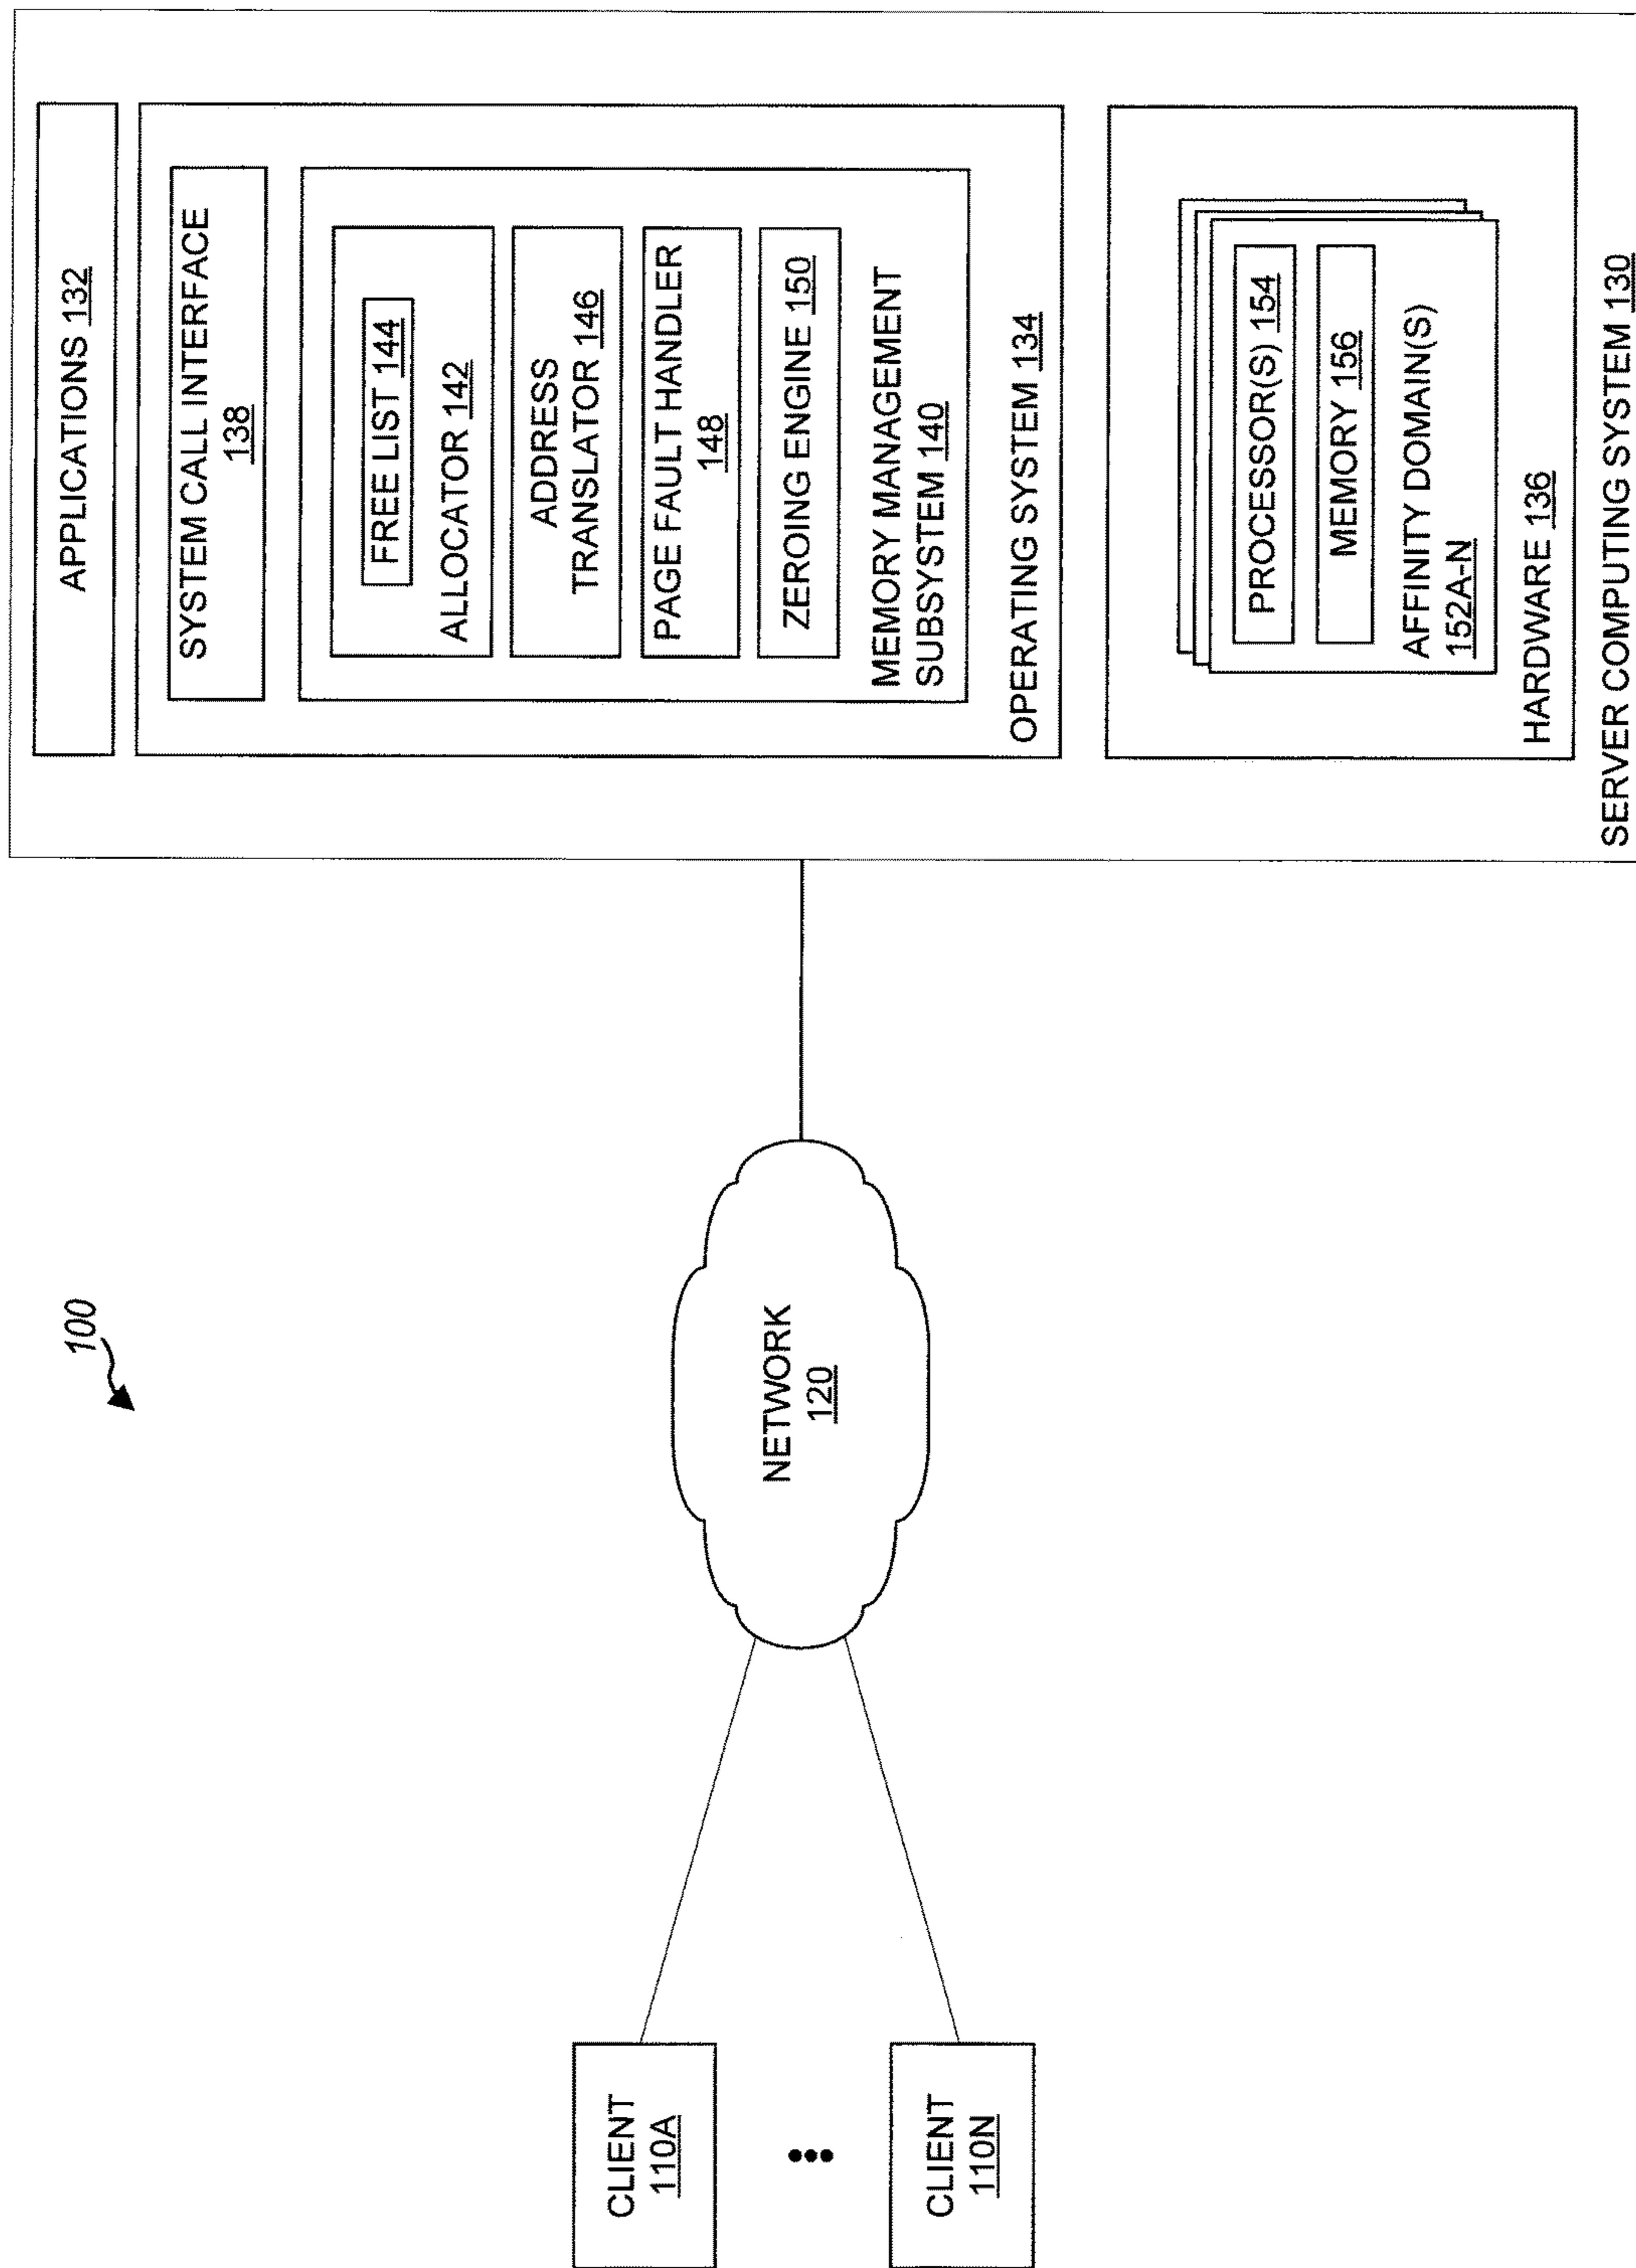 100
CLIENT
110A
CLIENT
110N
NETWORK
120
APPLICATIONS 132
SYSTEM CALL INTERFACE
138
FREE LIST 144
ALLOCATOR 142
ADDRESS
TRANSLATOR 146
PAGE FAULT HANDLER
148
ZEROING ENGINE 150
MEMORY MANAGEMENT
SUBSYSTEM 140
OPERATING SYSTEM 134
PROCESSOR(S) 154
MEMORY 156
AFFINITY DOMAIN(S)
152A-N
HARDWARE 136
SERVER COMPUTING SYSTEM 130